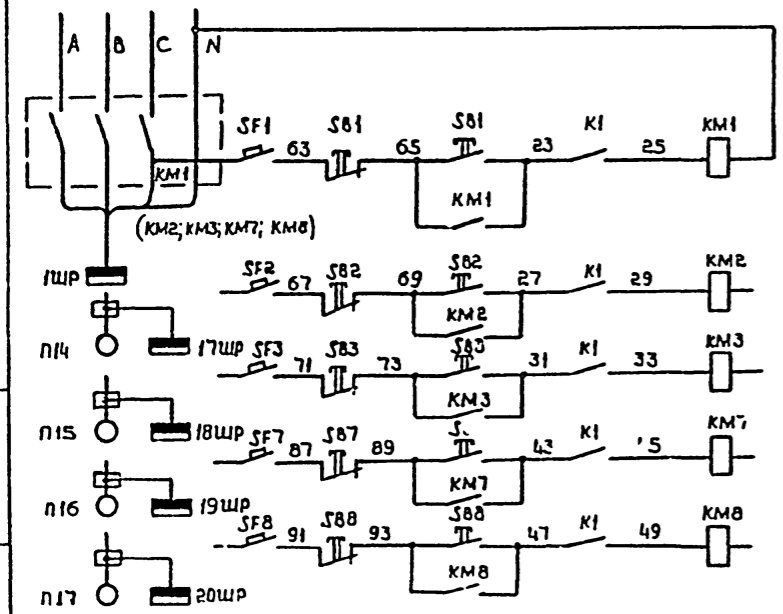 A B C N
SF1 63 SB1 65 SB1 23 K1 25 KM1
KM1
KM1
(KM2; KM3; KM7; KM8)
1ШР
SF2 67 SB2 69 SB2 27 K1 29 KM2
KM2
П14 17ШР
SF3 71 SB3 73 SB3 31 K1 33 KM3
KM3
П15 18ШР
SF7 87 SB7 89 43 K1 KM7
KM7
П16 19ШР
SF8 91 SB8 93 SB8 47 K1 49 KM8
KM8
П17 20ШР